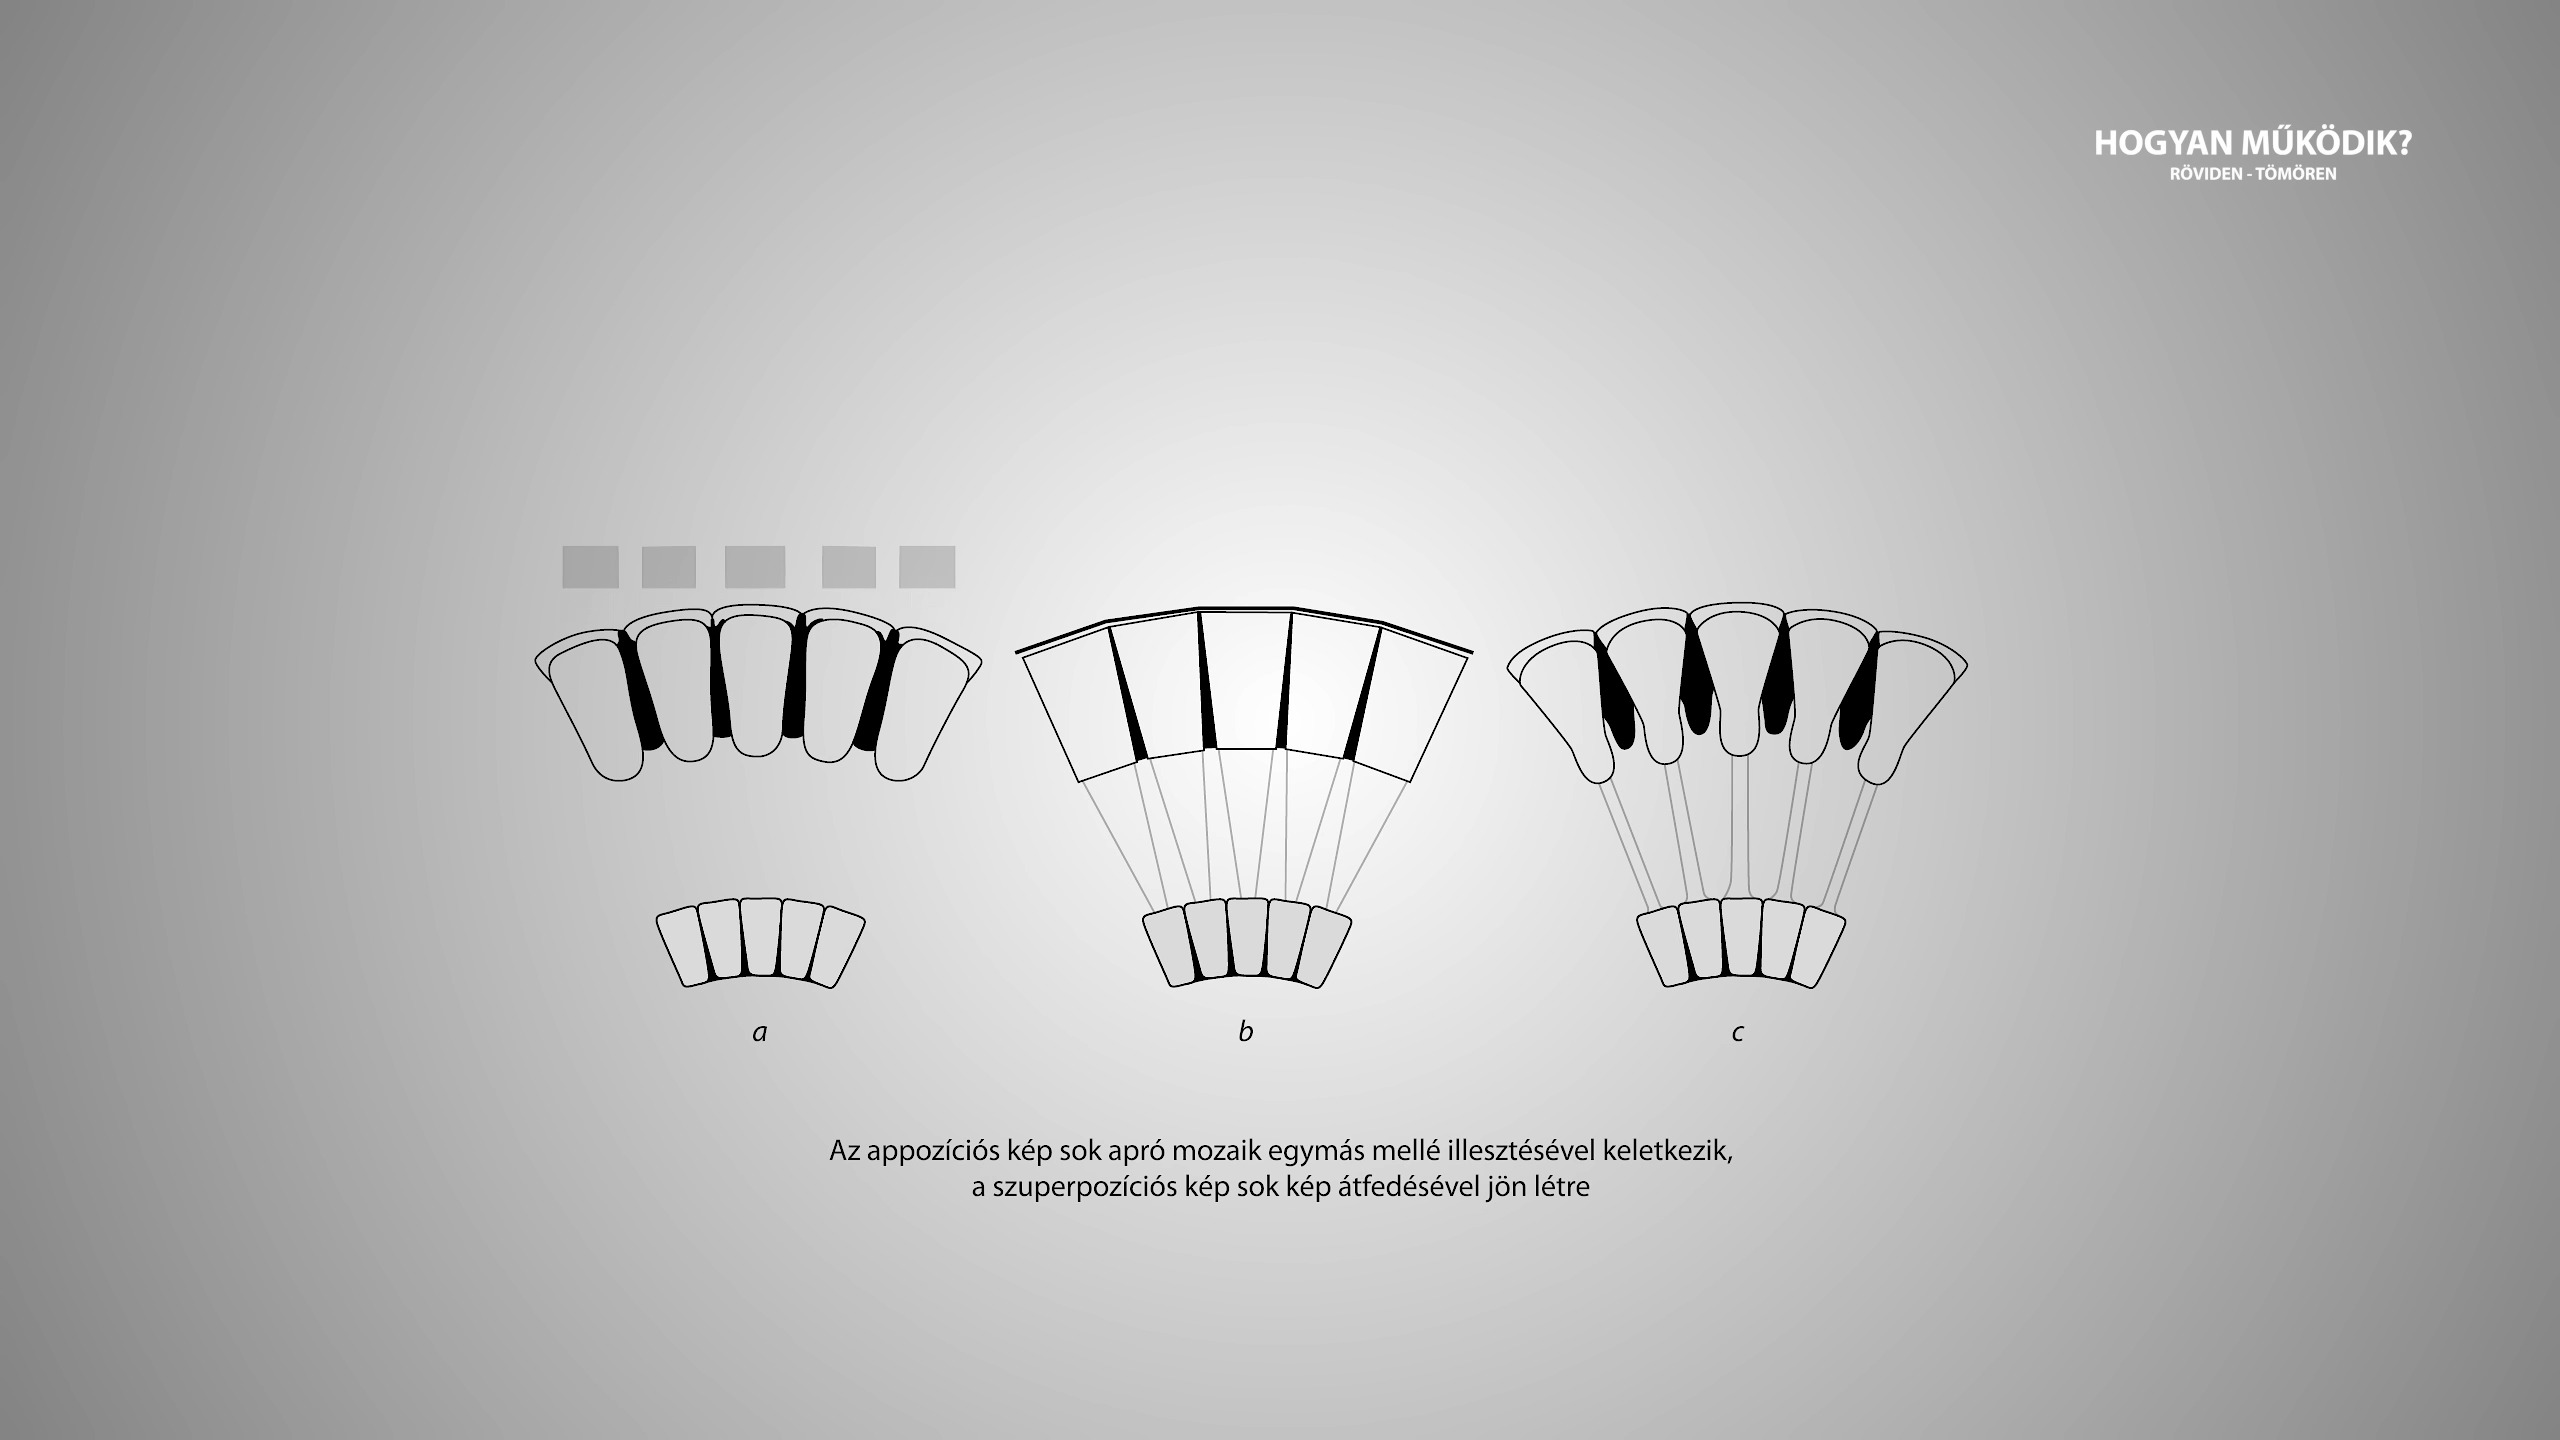 HOGYAN MŰKÖDIK?
RÖVIDEN - TÖMÖREN
a
b
c
Az appozíciós kép sok apró mozaik egymás mellé illesztésével keletkezik,
a szuperpozíciós kép sok kép átfedésével jön létre